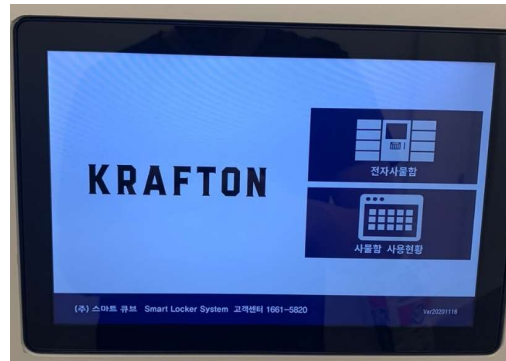 KRAFTON
전자사물함
사물함 사용현황
(주) 스마트 큐브 Smart Locker System 고객센터 1661-5820
Ver20201118